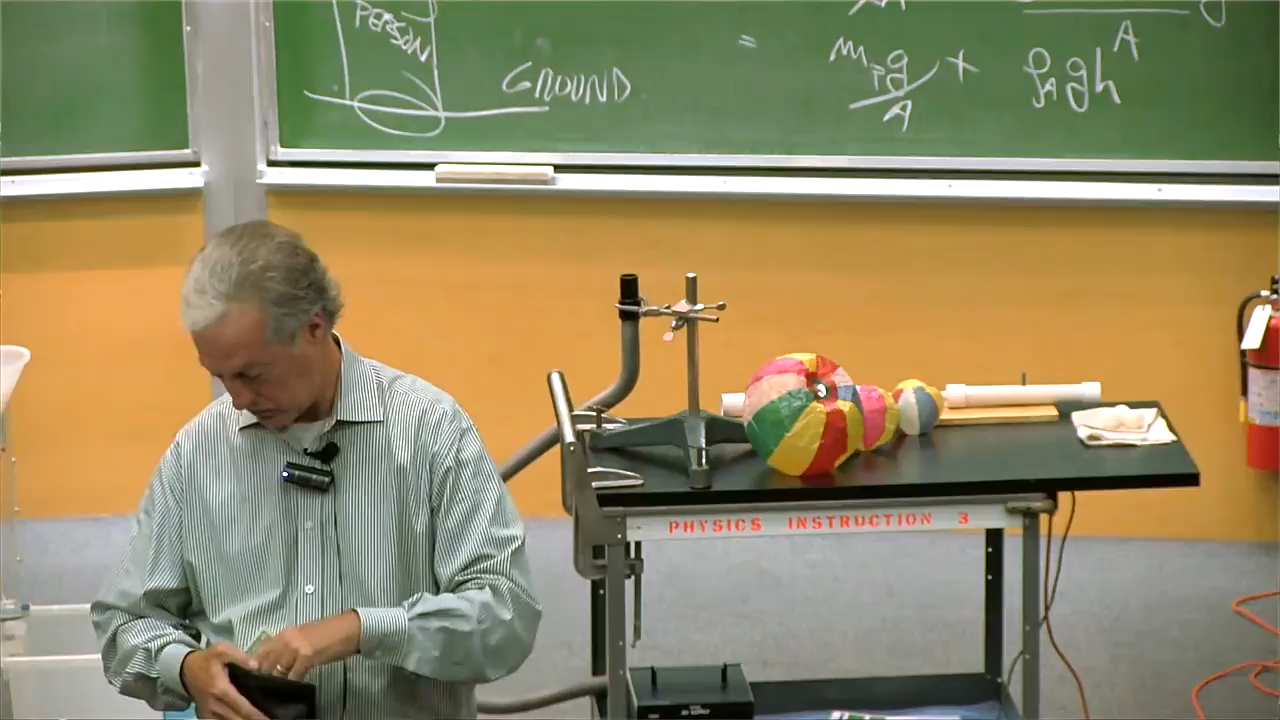 PERSON
GROUND
= m_P g / A + ρ_A g h
A
PHYSICS INSTRUCTION 3